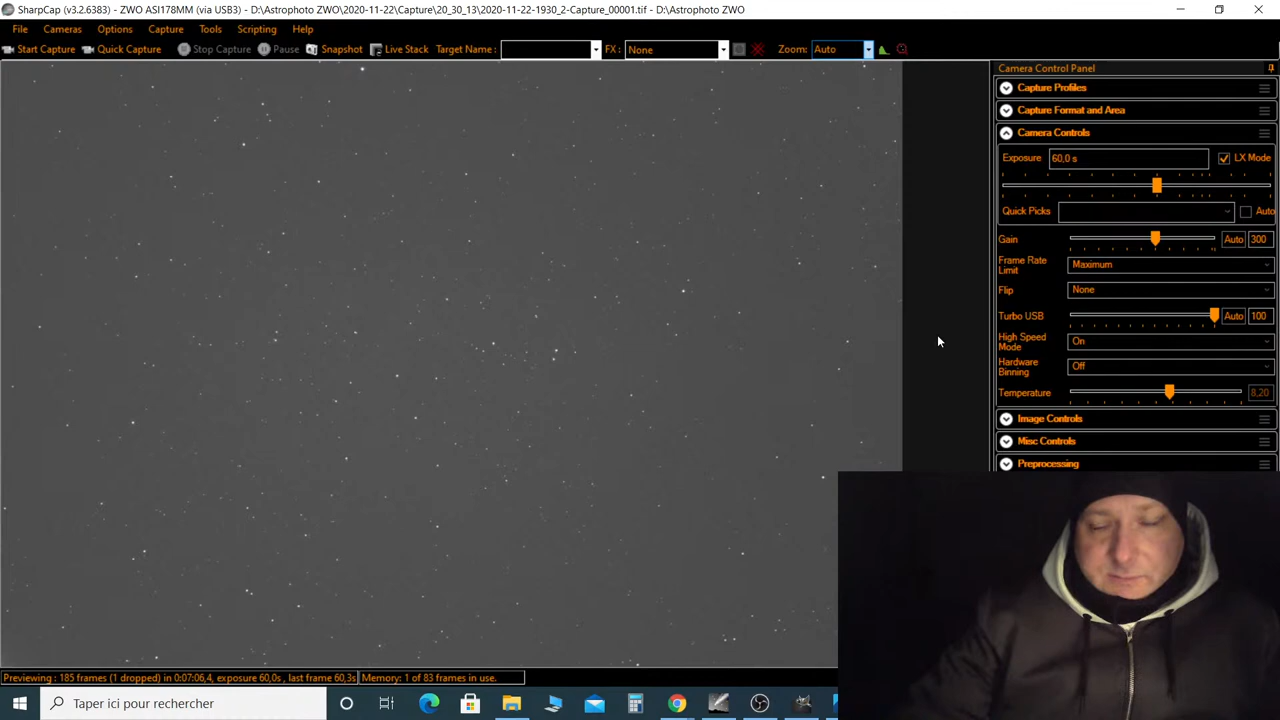 SharpCap (v3.2.6383) - ZWO ASI178MM (via USB3) - D:\Astrophoto ZWO\2020-11-22\Capture\20_30_13\2020-11-22-1930_2-Capture_00001.tif - D:\Astrophoto ZWO
File Cameras Options Capture Tools Scripting Help
Start Capture Quick Capture Stop Capture Pause Snapshot Live Stack Target Name : FX : None Zoom: Auto
Camera Control Panel
Capture Profiles
Capture Format and Area
Camera Controls
Exposure 60,0 s LX Mode
Quick Picks Auto
Gain Auto 300
Frame Rate Limit Maximum
Flip None
Turbo USB Auto 100
High Speed Mode On
Hardware Binning Off
Temperature 8,20
Image Controls
Misc Controls
Preprocessing
Previewing : 185 frames (1 dropped) in 0:07:06,4, exposure 60,0s , last frame 60,3s Memory: 1 of 83 frames in use.
Taper ici pour rechercher